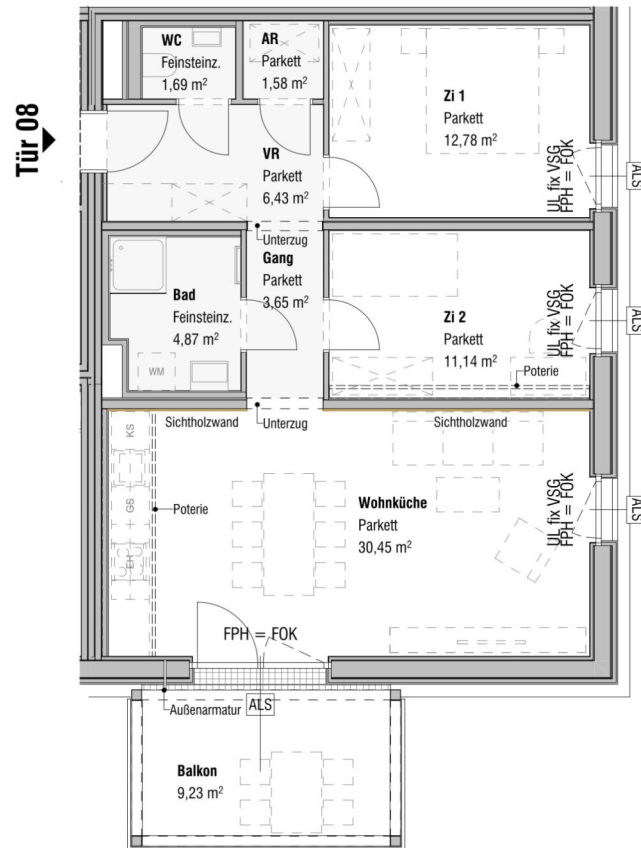 Tür 08
WC
Feinsteinz.
1,69 m²
AR
Parkett
1,58 m²
Zi 1
Parkett
12,78 m²
VR
Parkett
6,43 m²
UL fix VSG
FPH = FOK
ALS
Unterzug
Gang
Parkett
3,65 m²
Bad
Feinsteinz.
4,87 m²
WM
Zi 2
Parkett
11,14 m²
UL fix VSG
FPH = FOK
ALS
Poterie
Sichtholzwand
Unterzug
Sichtholzwand
KS
GS
EH
Poterie
Wohnküche
Parkett
30,45 m²
UL fix VSG
FPH = FOK
ALS
FPH = FOK
Außenarmatur
ALS
Balkon
9,23 m²